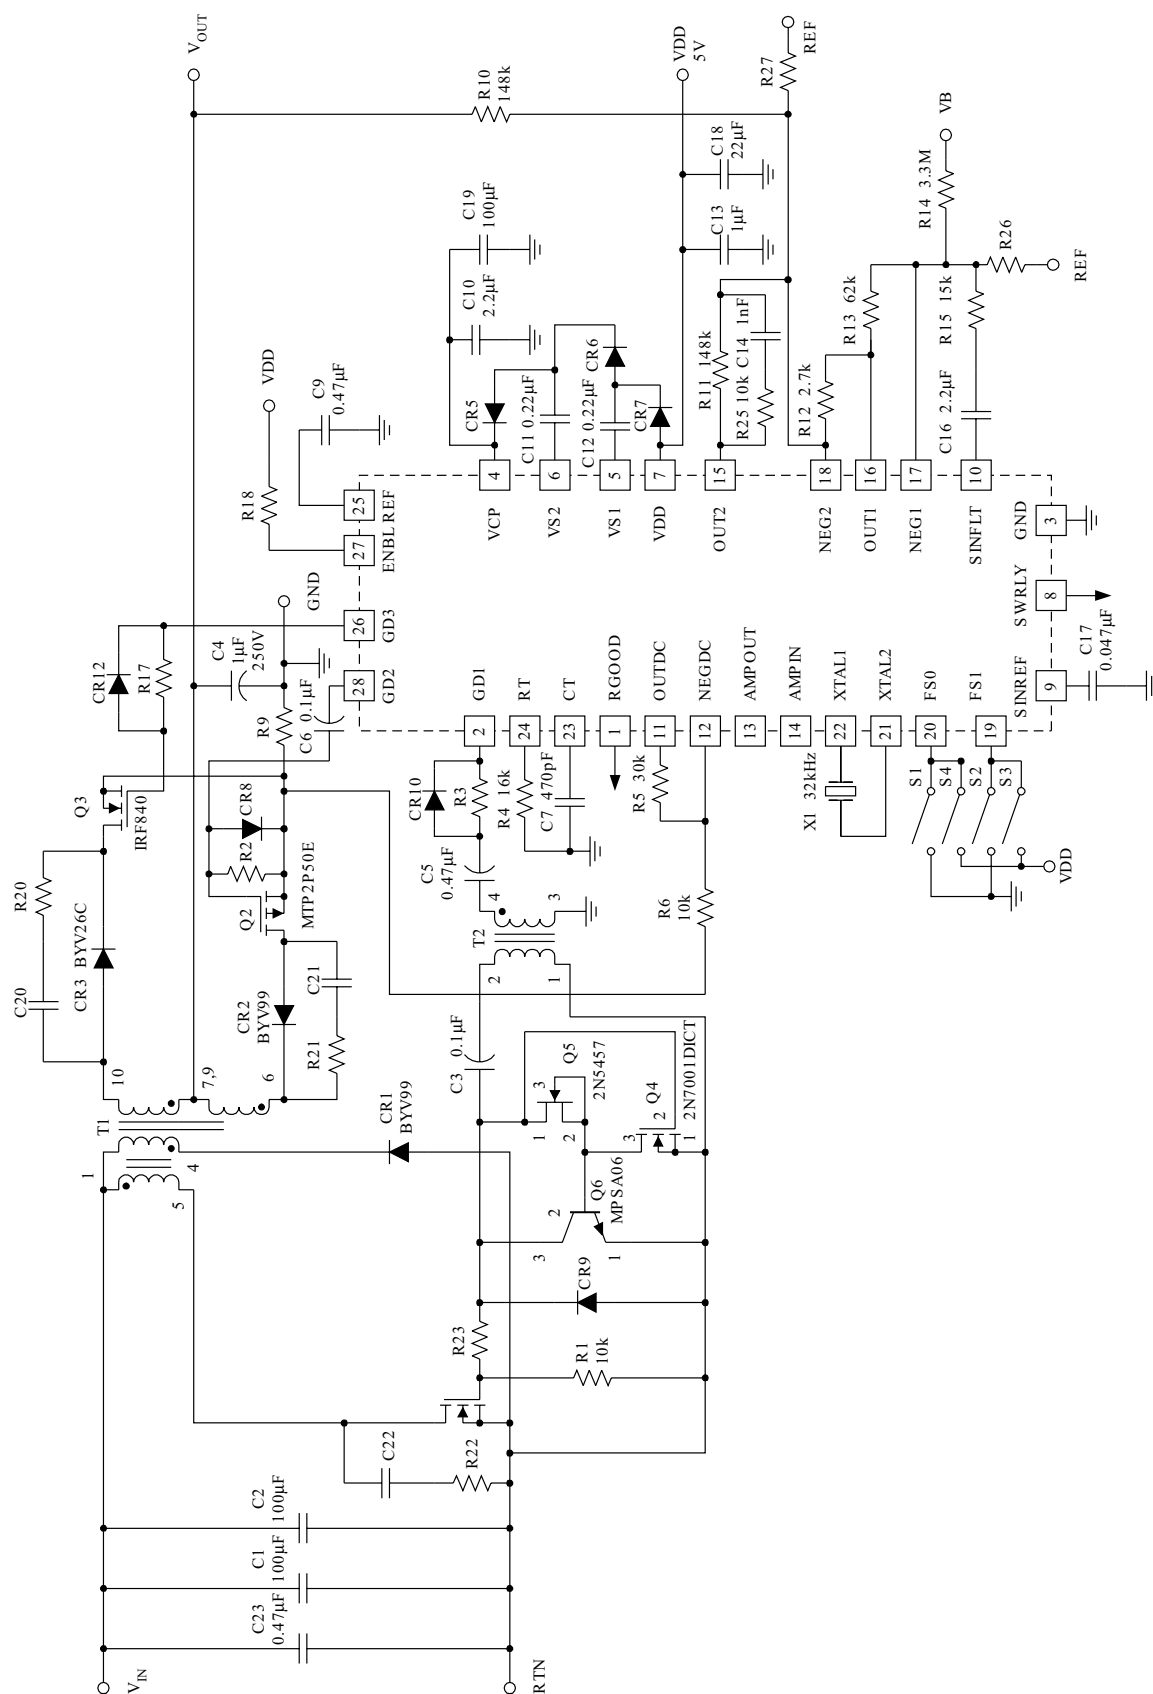 V_IN
RTN
C23
0.47µF
C1
100µF
C2
100µF
C22
R22
R23
R1
10k
CR9
Q6
MPSA06
3
2
1
Q5
2N5457
1
3
2
Q4
2N7001DICT
3
2
1
C3
0.1µF
T2
2
1
4
3
C5
0.47µF
CR10
R3
R4 16k
C7 470pF
R5 30k
R6
10k
X1 32kHz
S1
S4
S2
S3
VDD
T1
1
5
4
10
7,9
6
CR1
BYV99
C20
R20
CR3
BYV26C
CR2
BYV99
R21
C21
Q2
MTP2P50E
R2
CR8
Q3
IRF840
CR12
R17
R9
C6
0.1µF
C4
1µF
250V
GND
V_OUT
2
GD1
24
RT
23
CT
1
RGOOD
11
OUTDC
12
NEGDC
13
AMPOUT
14
AMPIN
22
XTAL1
21
XTAL2
20
FS0
19
FS1
28
GD2
26
GD3
27
ENBL
25
REF
R18
VDD
C9
0.47µF
9
SINREF
C17
0.047µF
8
SWRLY
3
GND
VCP
4
VS2
6
VS1
5
VDD
7
OUT2
15
NEG2
18
OUT1
16
NEG1
17
SINFLT
10
CR5
C11 0.22µF
C12 0.22µF
CR6
CR7
C10
2.2µF
C19
100µF
R10
148k
VDD
5V
C13
1µF
C18
22µF
R11 148k
R25 10k
C14 1nF
R12 2.7k
R13 62k
C16 2.2µF
R15 15k
R14 3.3M
VB
R26
REF
R27
REF